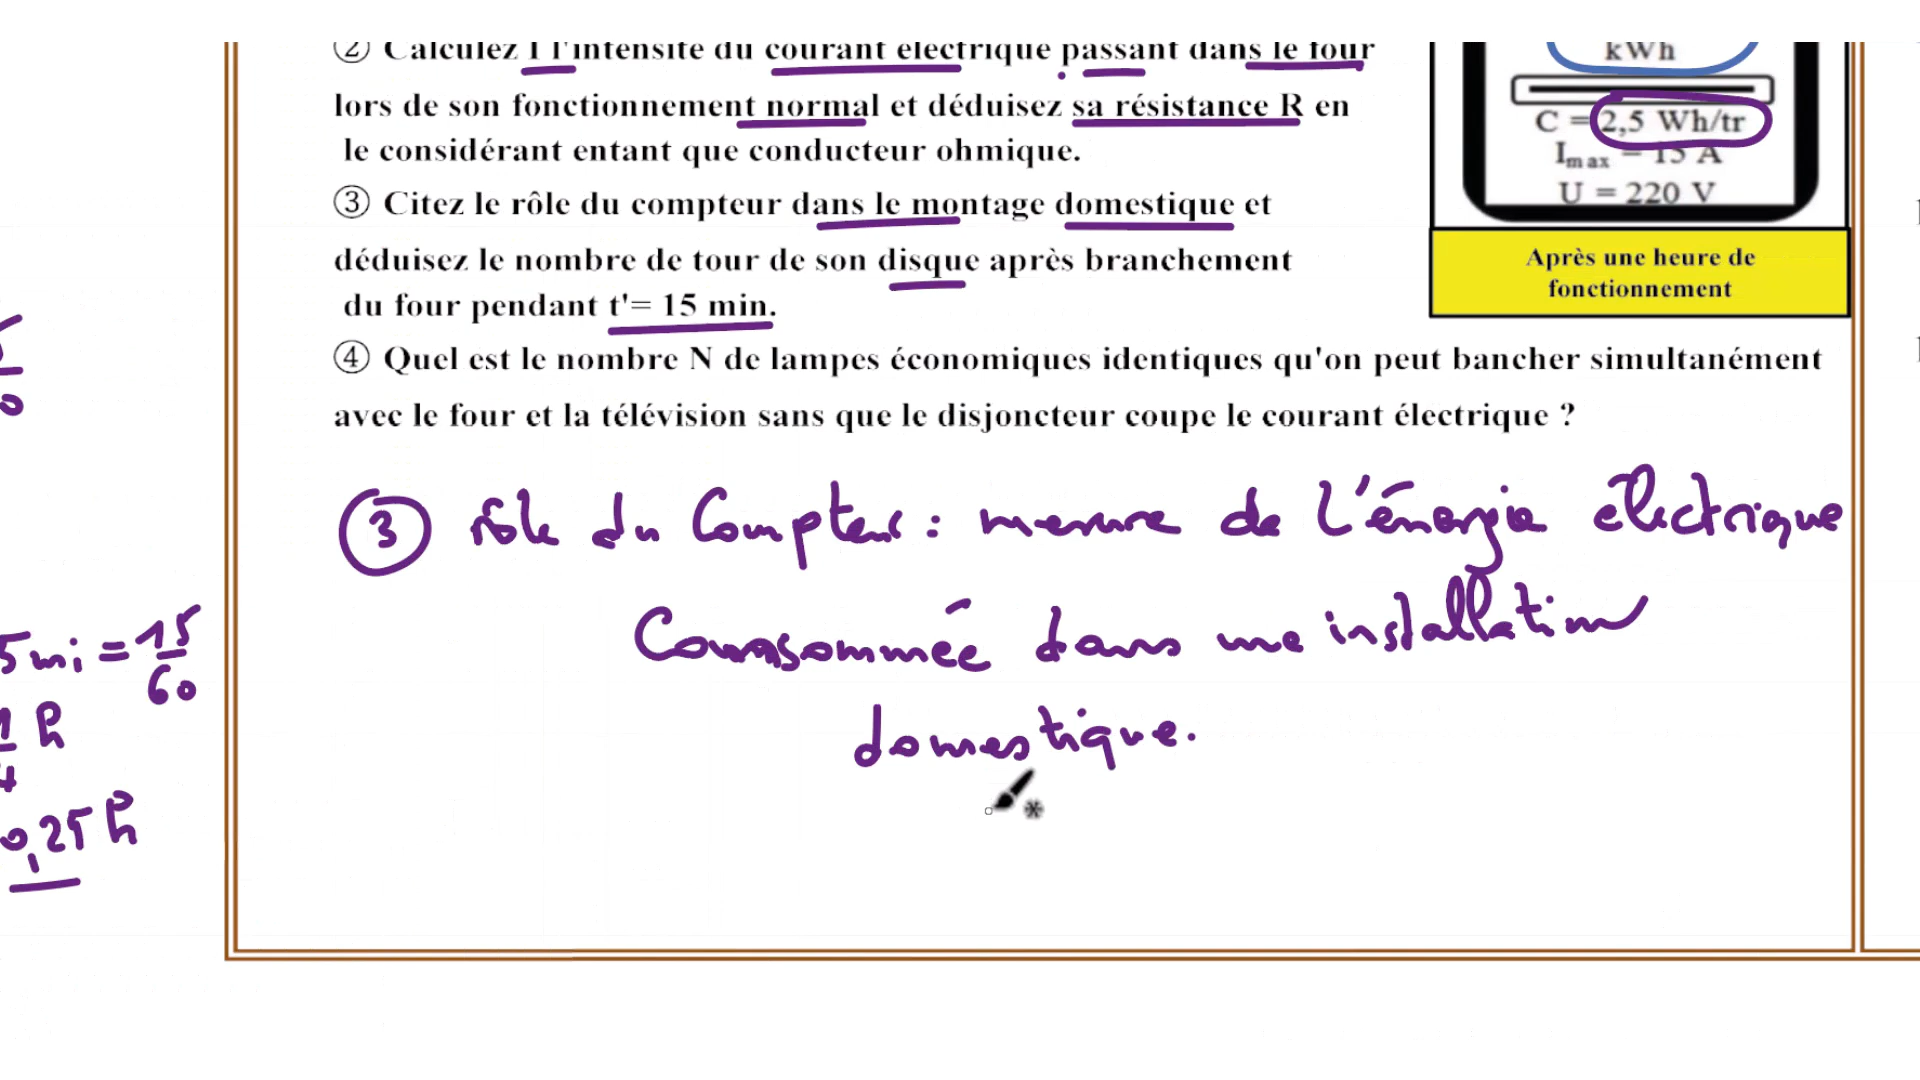 ② Calculez I l'intensité du courant électrique passant dans le four
lors de son fonctionnement normal et déduisez sa résistance R en
le considérant entant que conducteur ohmique.
③ Citez le rôle du compteur dans le montage domestique et
déduisez le nombre de tour de son disque après branchement
du four pendant t'= 15 min.
④ Quel est le nombre N de lampes économiques identiques qu'on peut bancher simultanément
avec le four et la télévision sans que le disjoncteur coupe le courant électrique ?
kWh
C = 2,5 Wh/tr
Imax = 15 A
U = 220 V
Après une heure de
fonctionnement
③ rôle du Compteur : mesure de l'énergie électrique
Consommée dans une installation
domestique.
5 mi = 15/60
1/4 h
0,25 h